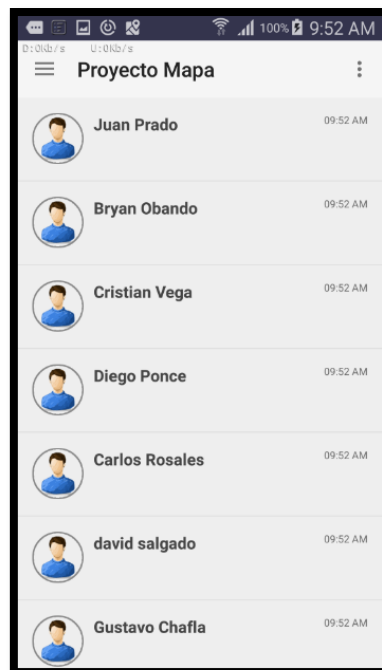 100% 9:52 AM
D:0Kb/s U:0Kb/s
Proyecto Mapa
Juan Prado 09:52 AM
Bryan Obando 09:52 AM
Cristian Vega 09:52 AM
Diego Ponce 09:52 AM
Carlos Rosales 09:52 AM
david salgado 09:52 AM
Gustavo Chafla 09:52 AM